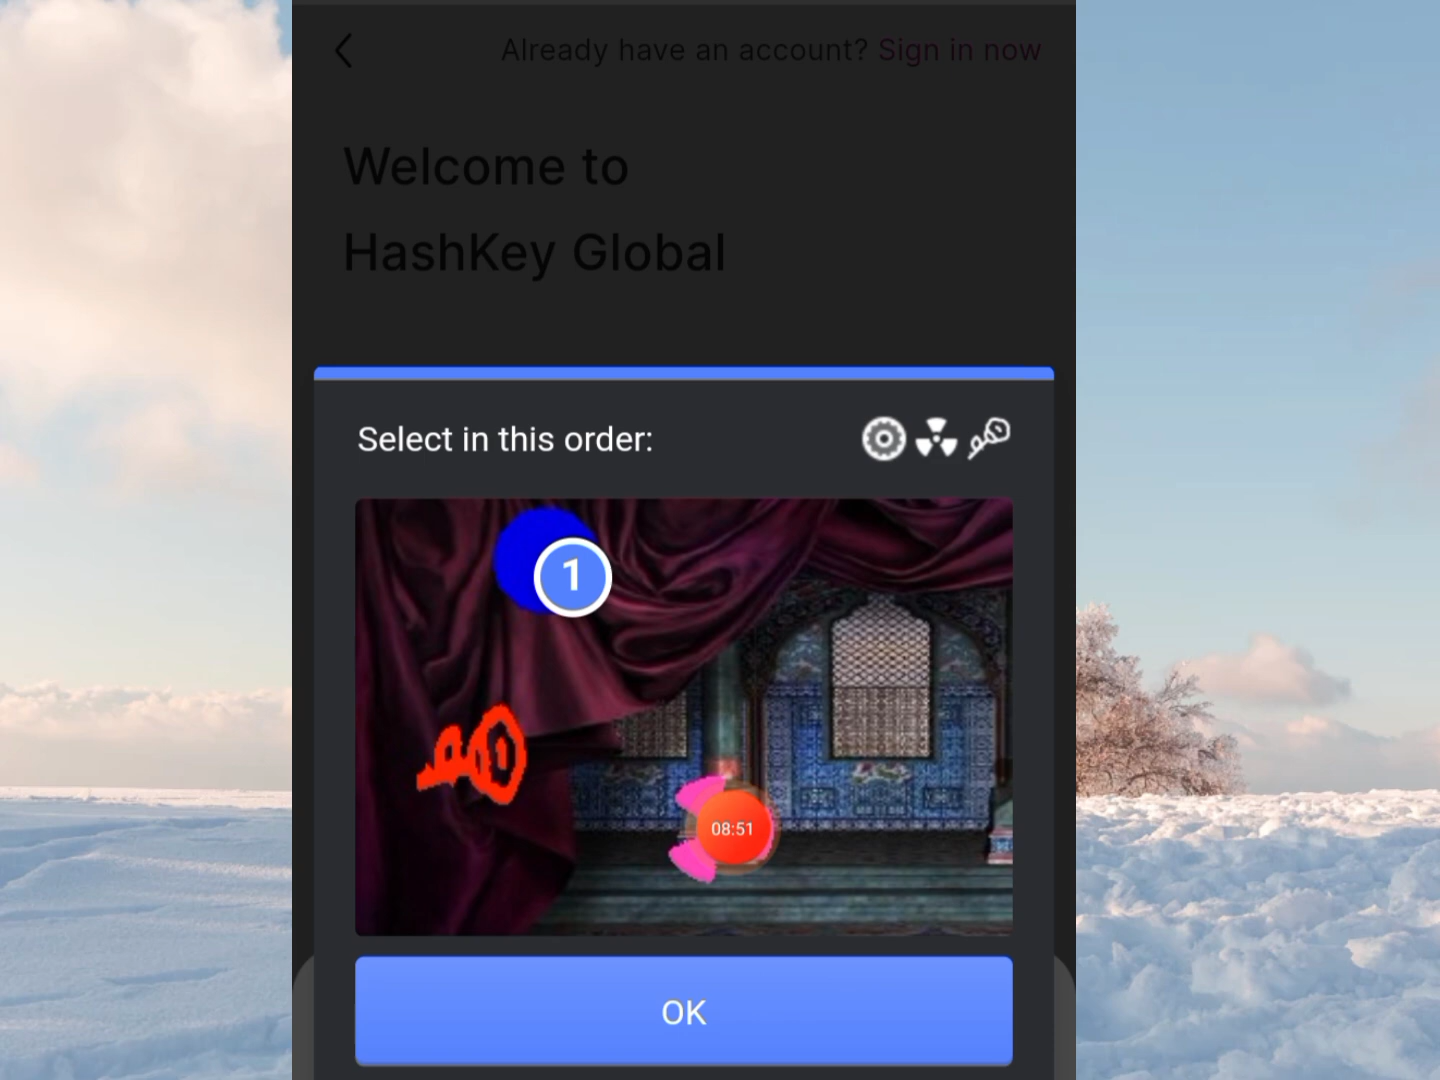 Already have an account? Sign in now
Welcome to
HashKey Global
Select in this order:
1
08:51
OK